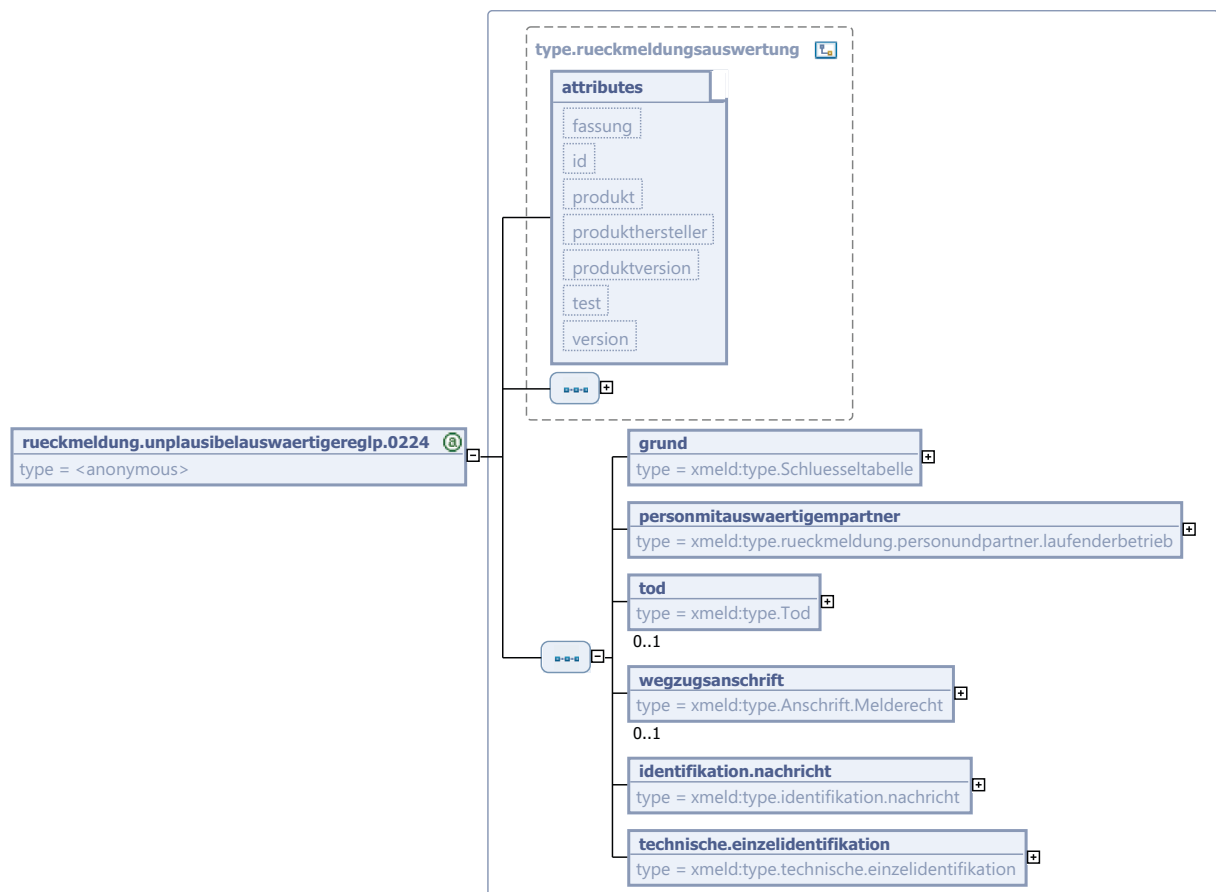 type.rueckmeldungsauswertung
attributes
fassung
id
produkt
produkthersteller
produktversion
test
version
rueckmeldung.unplausibelauswaertigereglp.0224
type = <anonymous>
grund
type = xmeld:type.Schluesseltabelle
personmitauswaertigempartner
type = xmeld:type.rueckmeldung.personundpartner.laufenderbetrieb
tod
type = xmeld:type.Tod
0..1
wegzugsanschrift
type = xmeld:type.Anschrift.Melderecht
0..1
identifikation.nachricht
type = xmeld:type.identifikation.nachricht
technische.einzelidentifikation
type = xmeld:type.technische.einzelidentifikation